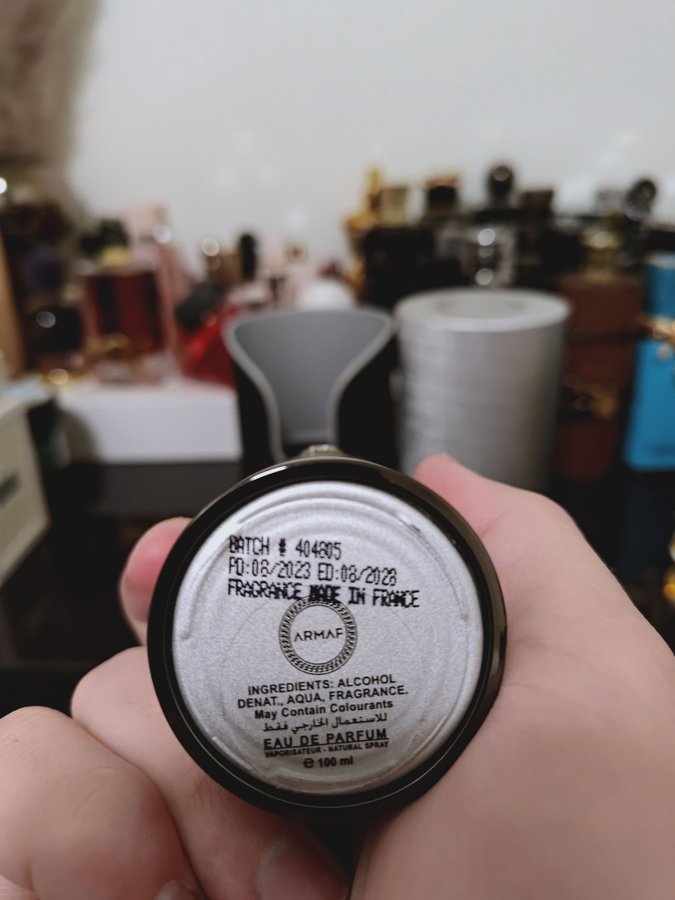 BATCH # 404805
PD:08/2023 ED:08/2028
FRAGRANCE MADE IN FRANCE
ARMAF
INGREDIENTS: ALCOHOL
DENAT., AQUA, FRAGRANCE.
May Contain Colourants
للاستعمال الخارجي فقط
EAU DE PARFUM
VAPORISATEUR - NATURAL SPRAY
e 100 ml